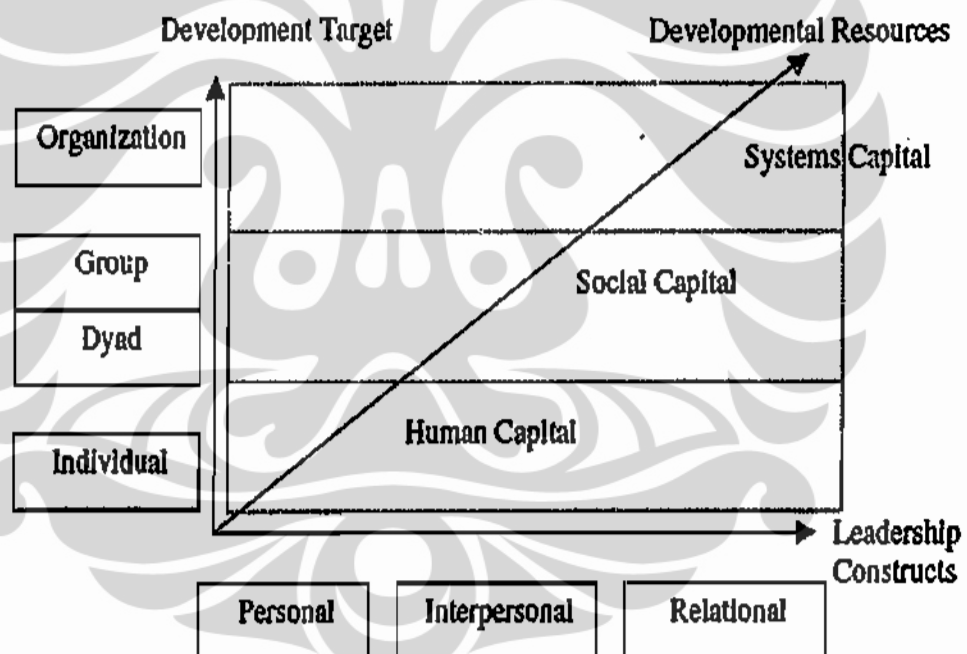 Development Target
Developmental Resources
Organization
Systems Capital
Group
Social Capital
Dyad
Human Capital
Individual
Leadership
Constructs
Personal
Interpersonal
Relational